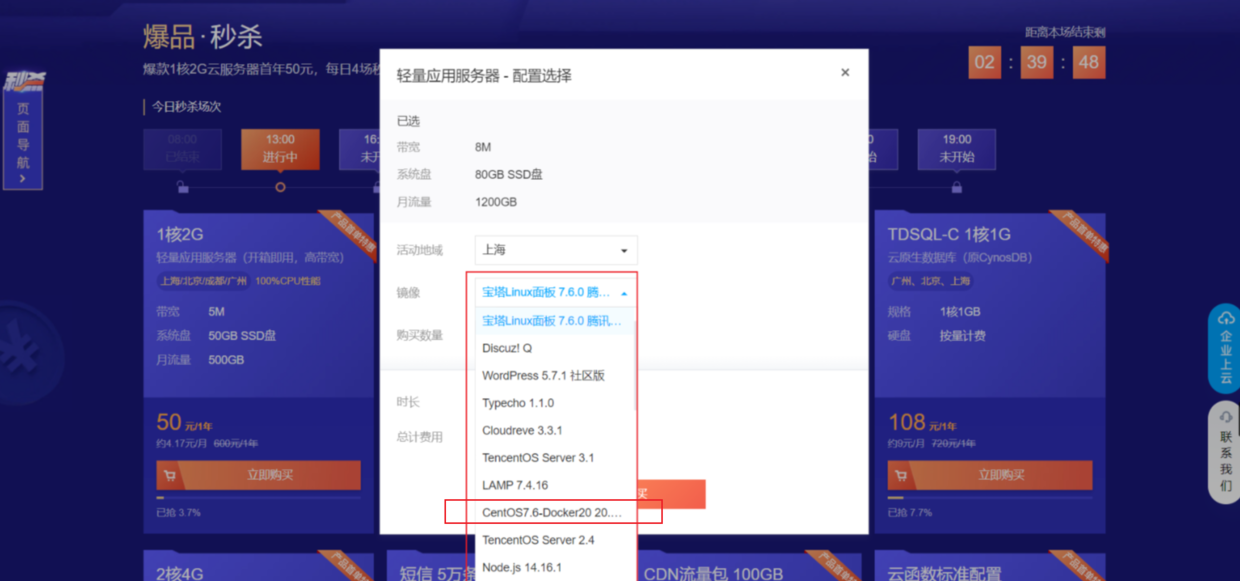 爆品·秒杀
距离本场结束剩
爆款1核2G云服务器首年50元，每日4场秒
02 : 39 : 48
秒杀
页面导航
今日秒杀场次
08:00
已结束
13:00
进行中
16:
未开
19:00
未开始
轻量应用服务器 - 配置选择
已选
带宽 8M
系统盘 80GB SSD盘
月流量 1200GB
活动地域 上海
镜像 宝塔Linux面板 7.6.0 腾...
宝塔Linux面板 7.6.0 腾讯...
购买数量
Discuz! Q
WordPress 5.7.1 社区版
时长
Typecho 1.1.0
Cloudreve 3.3.1
总计费用
TencentOS Server 3.1
LAMP 7.4.16
买
CentOS7.6-Docker20 20....
TencentOS Server 2.4
Node.js 14.16.1
1核2G
产品首单特惠
轻量应用服务器（开箱即用，高带宽）
上海/北京/成都/广州 100%CPU性能
带宽 5M
系统盘 50GB SSD盘
月流量 500GB
50 元/1年
约4.17元/月 600元/1年
立即购买
已抢 3.7%
TDSQL-C 1核1G
产品首单特惠
云原生数据库（原CynosDB）
广州、北京、上海
规格 1核1GB
硬盘 按量计费
108 元/1年
约9元/月 720元/1年
立即购买
已抢 7.7%
2核4G
短信 5万条
CDN流量包 100GB
云函数标准配置
企业上云
联系我们